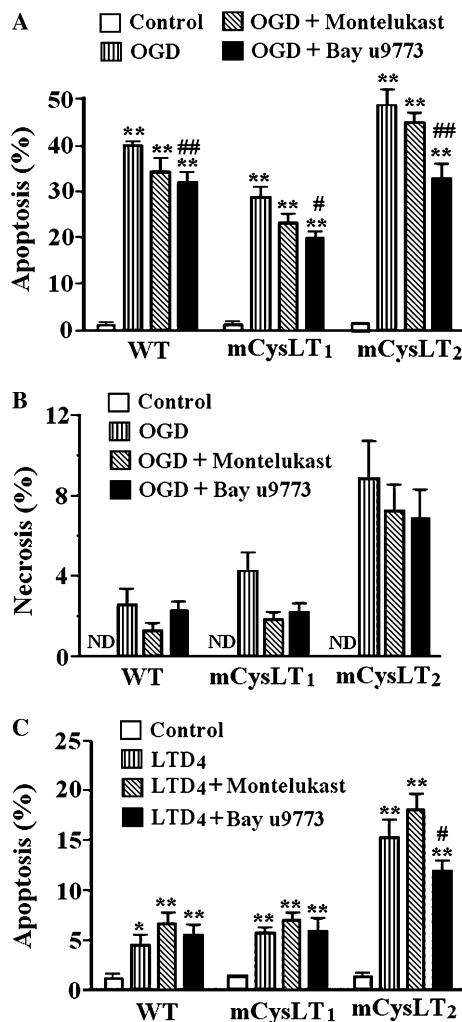 A
Control
OGD
OGD + Montelukast
OGD + Bay u9773
Apoptosis (%)
50
40
30
20
10
0
** ** ## **
** ** # **
** ** ## **
WT mCysLT1 mCysLT2
B
Control
OGD
OGD + Montelukast
OGD + Bay u9773
Necrosis (%)
12
8
4
0
ND ND ND
WT mCysLT1 mCysLT2
C
Control
LTD4
LTD4 + Montelukast
LTD4 + Bay u9773
Apoptosis (%)
25
20
15
10
5
0
* ** **
** ** **
** ** # **
WT mCysLT1 mCysLT2